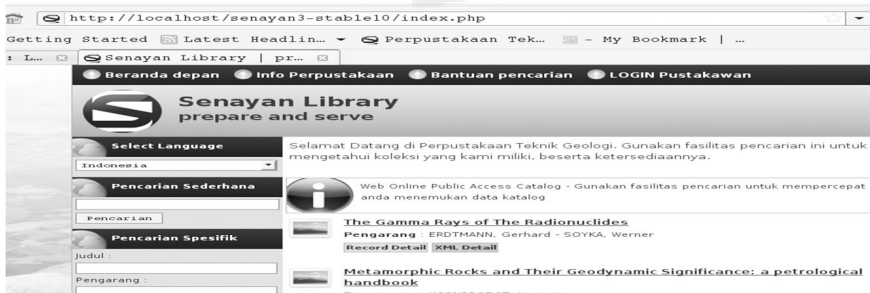 http://localhost/senayan3-stable10/index.php
Getting Started Latest Headlin... Perpustakaan Tek... - My Bookmark | ...
: L... Senayan Library | pr...
Beranda depan Info Perpustakaan Bantuan pencarian LOGIN Pustakawan
Senayan Library
prepare and serve
Select Language
Indonesia
Pencarian Sederhana
Pencarian
Pencarian Spesifik
Judul :
Pengarang :
Selamat Datang di Perpustakaan Teknik Geologi. Gunakan fasilitas pencarian ini untuk
mengetahui koleksi yang kami miliki, beserta ketersediaannya.
Web Online Public Access Catalog - Gunakan fasilitas pencarian untuk mempercepat
anda menemukan data katalog
The Gamma Rays of The Radionuclides
Pengarang : ERDTMANN, Gerhard - SOYKA, Werner
Record Detail XML Detail
Metamorphic Rocks and Their Geodynamic Significance: a petrological
handbook